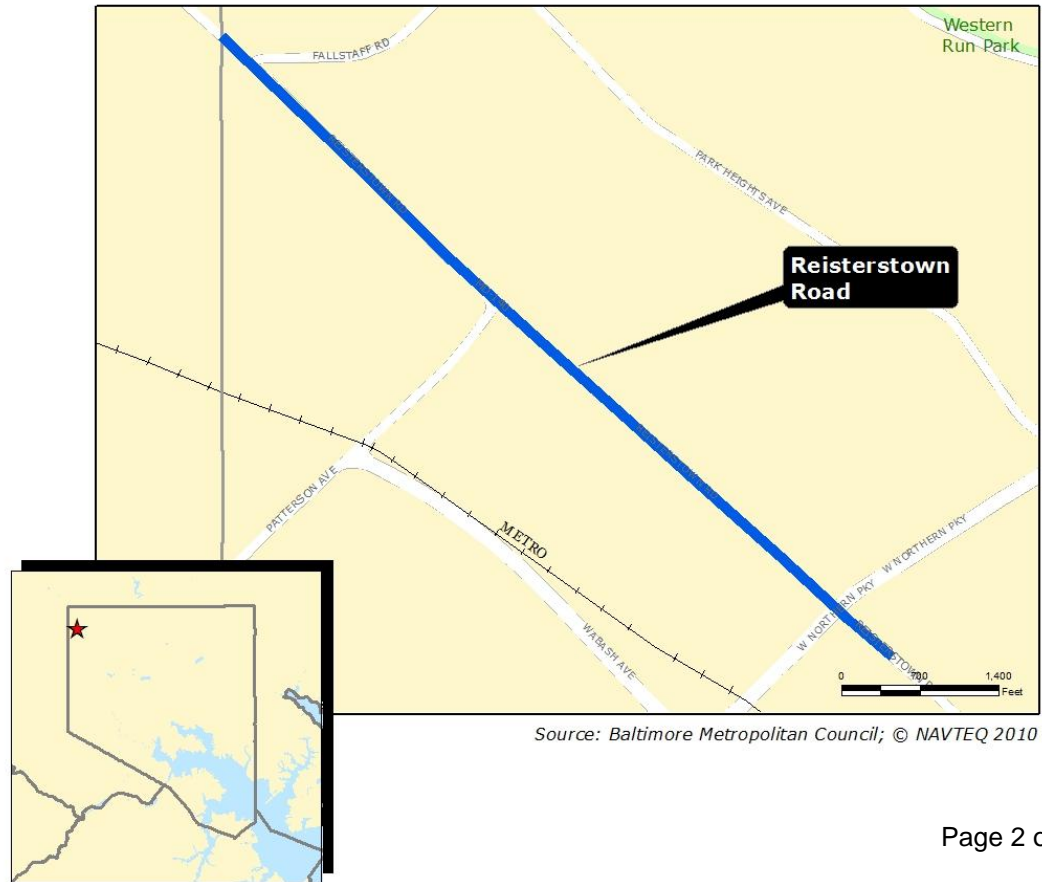 Western
Run Park
FALLSTAFF RD
PARK HEIGHTS AVE
Reisterstown
Road
PATTERSON AVE
METRO
W NORTHERN PKY
W NORTHERN PKY
WABASH AVE
0 700 1,400
Feet
Source: Baltimore Metropolitan Council; © NAVTEQ 2010
Page 2 o